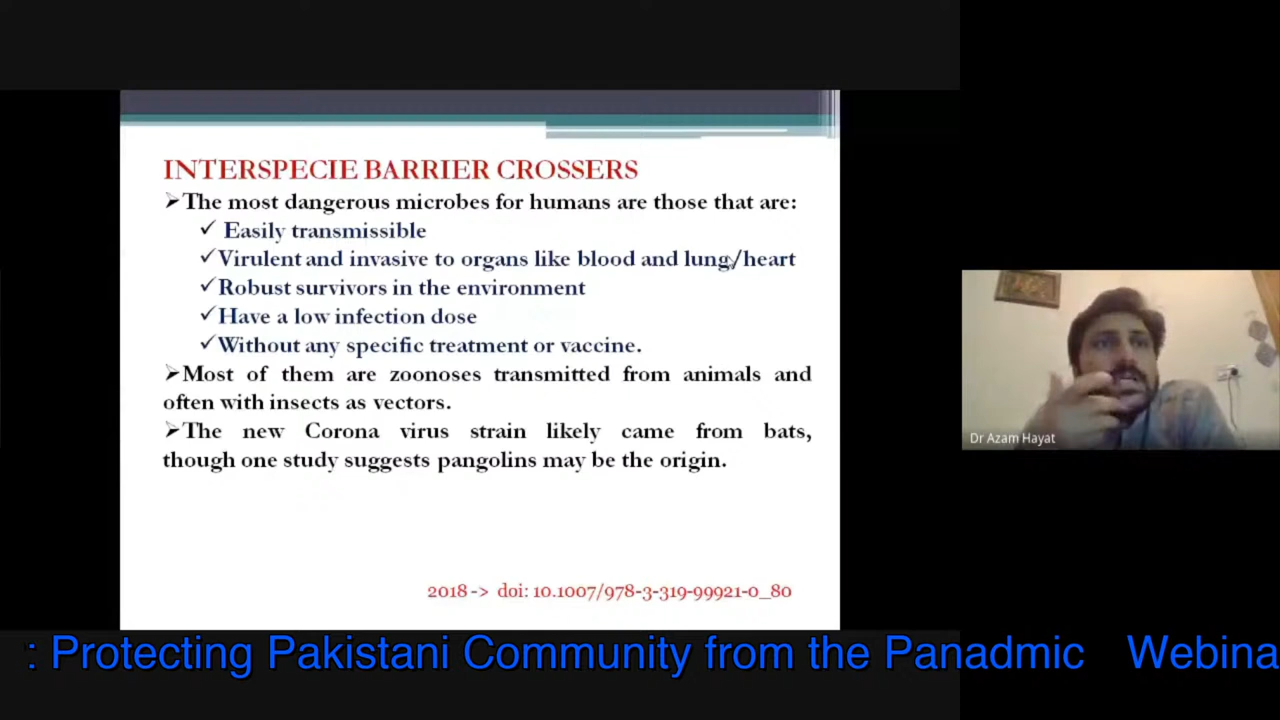 INTERSPECIE BARRIER CROSSERS
➢The most dangerous microbes for humans are those that are:
✓ Easily transmissible
✓Virulent and invasive to organs like blood and lung/heart
✓Robust survivors in the environment
✓Have a low infection dose
✓Without any specific treatment or vaccine.
➢Most of them are zoonoses transmitted from animals and
often with insects as vectors.
➢The new Corona virus strain likely came from bats,
though one study suggests pangolins may be the origin.
2018 -> doi: 10.1007/978-3-319-99921-0_80
Dr Azam Hayat
: Protecting Pakistani Community from the Panadmic Webina